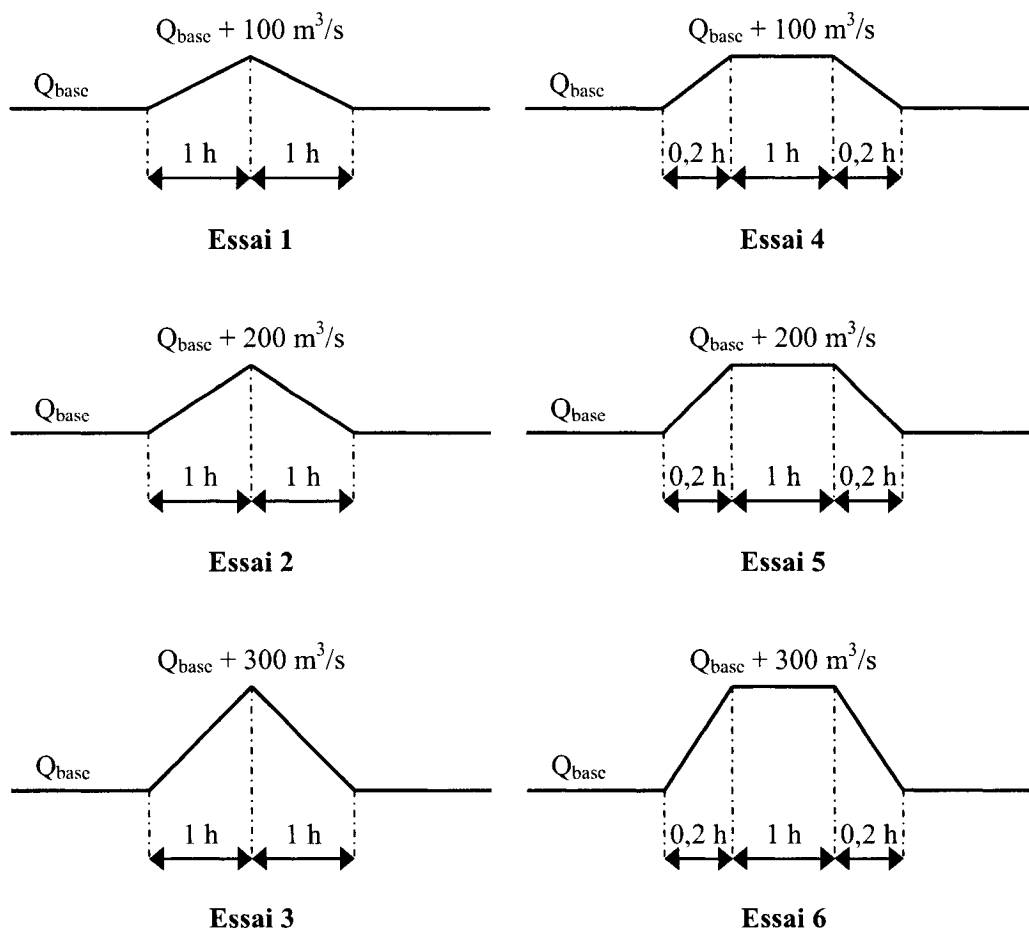 Q_base + 100 m³/s
Q_base
1 h 1 h
Essai 1
Q_base + 100 m³/s
Q_base
0,2 h 1 h 0,2 h
Essai 4
Q_base + 200 m³/s
Q_base
1 h 1 h
Essai 2
Q_base + 200 m³/s
Q_base
0,2 h 1 h 0,2 h
Essai 5
Q_base + 300 m³/s
Q_base
1 h 1 h
Essai 3
Q_base + 300 m³/s
Q_base
0,2 h 1 h 0,2 h
Essai 6